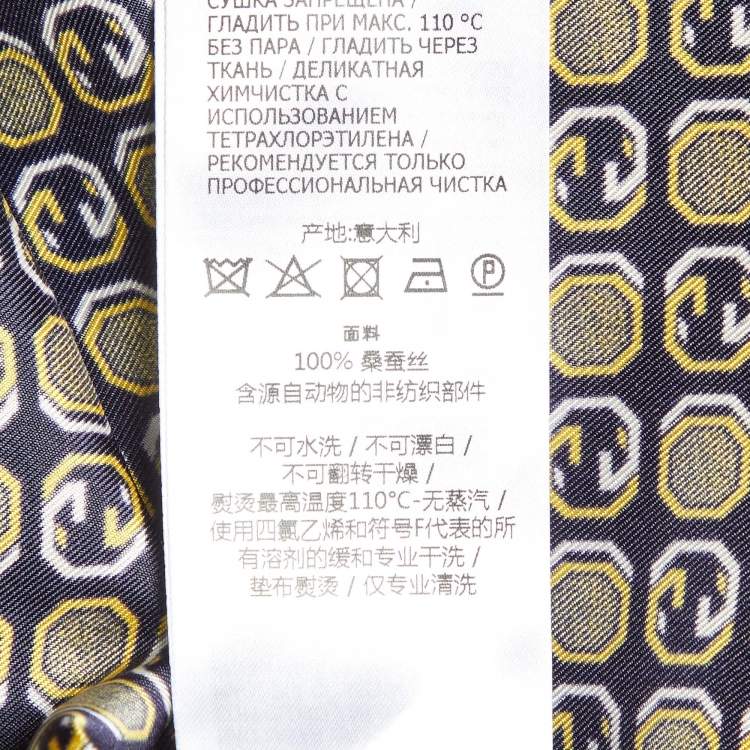 СУШКА ЗАПРЕЩЕНА /
ГЛАДИТЬ ПРИ МАКС. 110 °C
БЕЗ ПАРА / ГЛАДИТЬ ЧЕРЕЗ
ТКАНЬ / ДЕЛИКАТНАЯ
ХИМЧИСТКА С
ИСПОЛЬЗОВАНИЕМ
ТЕТРАХЛОРЭТИЛЕНА /
РЕКОМЕНДУЕТСЯ ТОЛЬКО
ПРОФЕССИОНАЛЬНАЯ ЧИСТКА
产地:意大利
P
面料
100% 桑蚕丝
含源自动物的非纺织部件
不可水洗 / 不可漂白 /
不可翻转干燥 /
熨烫最高温度110°C-无蒸汽 /
使用四氯乙烯和符号F代表的所
有溶剂的缓和专业干洗 /
垫布熨烫 / 仅专业清洗